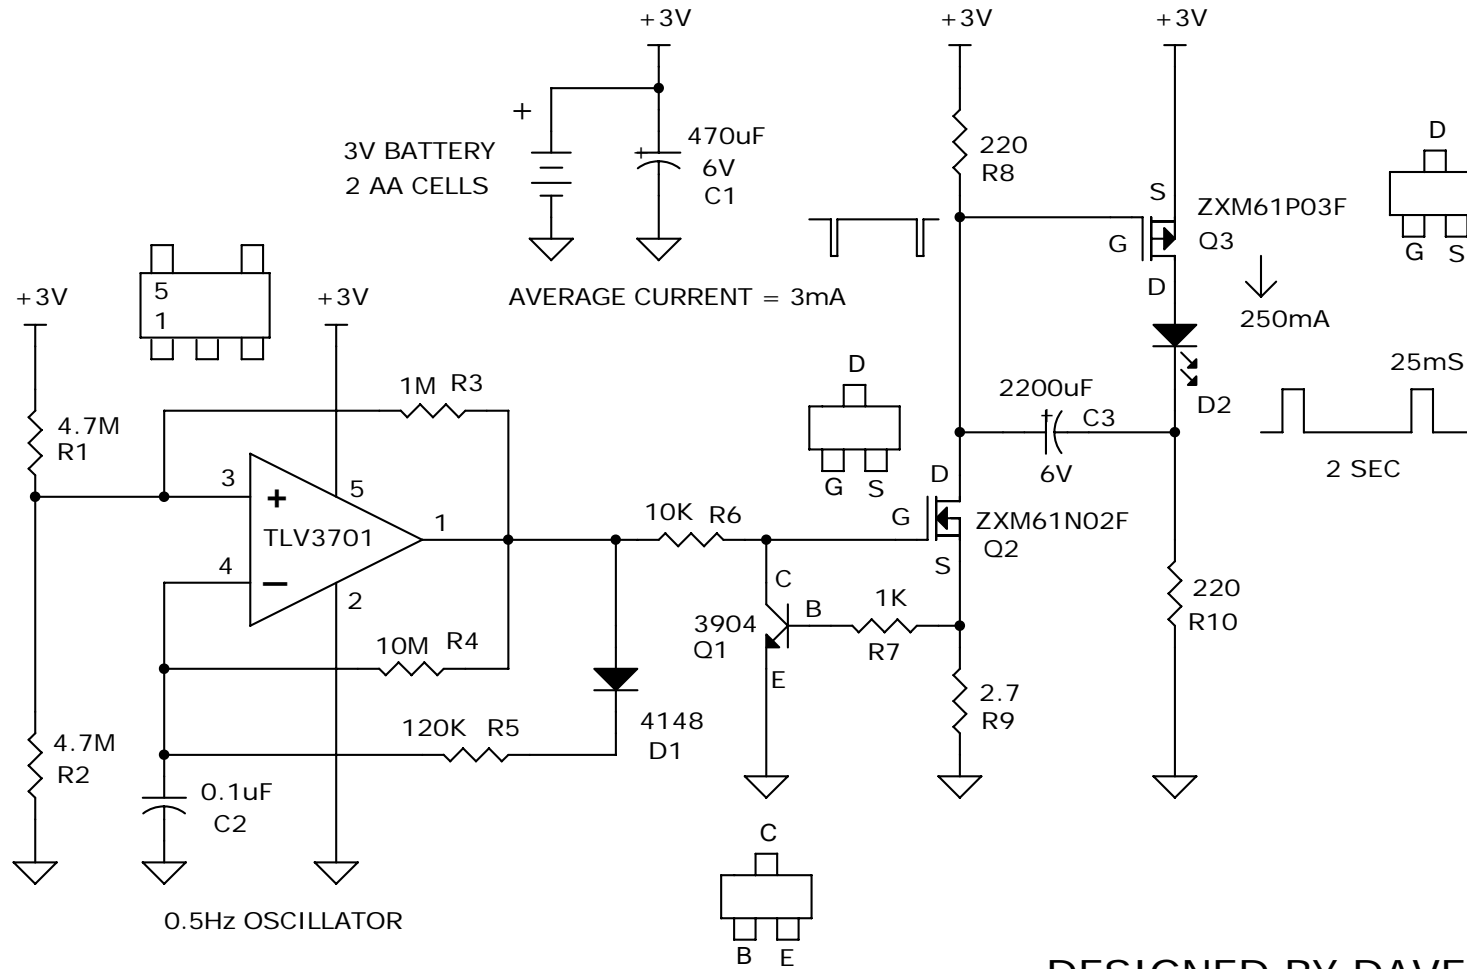 +3V
+3V
+3V
+
3V BATTERY
2 AA CELLS
+
470uF
6V
C1
220
R8
D
S
ZXM61P03F
G
Q3
G S
D
+3V
+3V
5
1
AVERAGE CURRENT = 3mA
250mA
25mS
1M R3
D
2200uF
+
C3
D2
4.7M
R1
6V
2 SEC
G S
D
3
+
5
TLV3701
1
10K R6
G
ZXM61N02F
Q2
4
−
2
S
C
B
1K
220
R10
3904
Q1
R7
10M R4
E
2.7
R9
120K R5
4148
D1
4.7M
R2
0.1uF
C2
C
0.5Hz OSCILLATOR
B E
DESIGNED BY DAVE